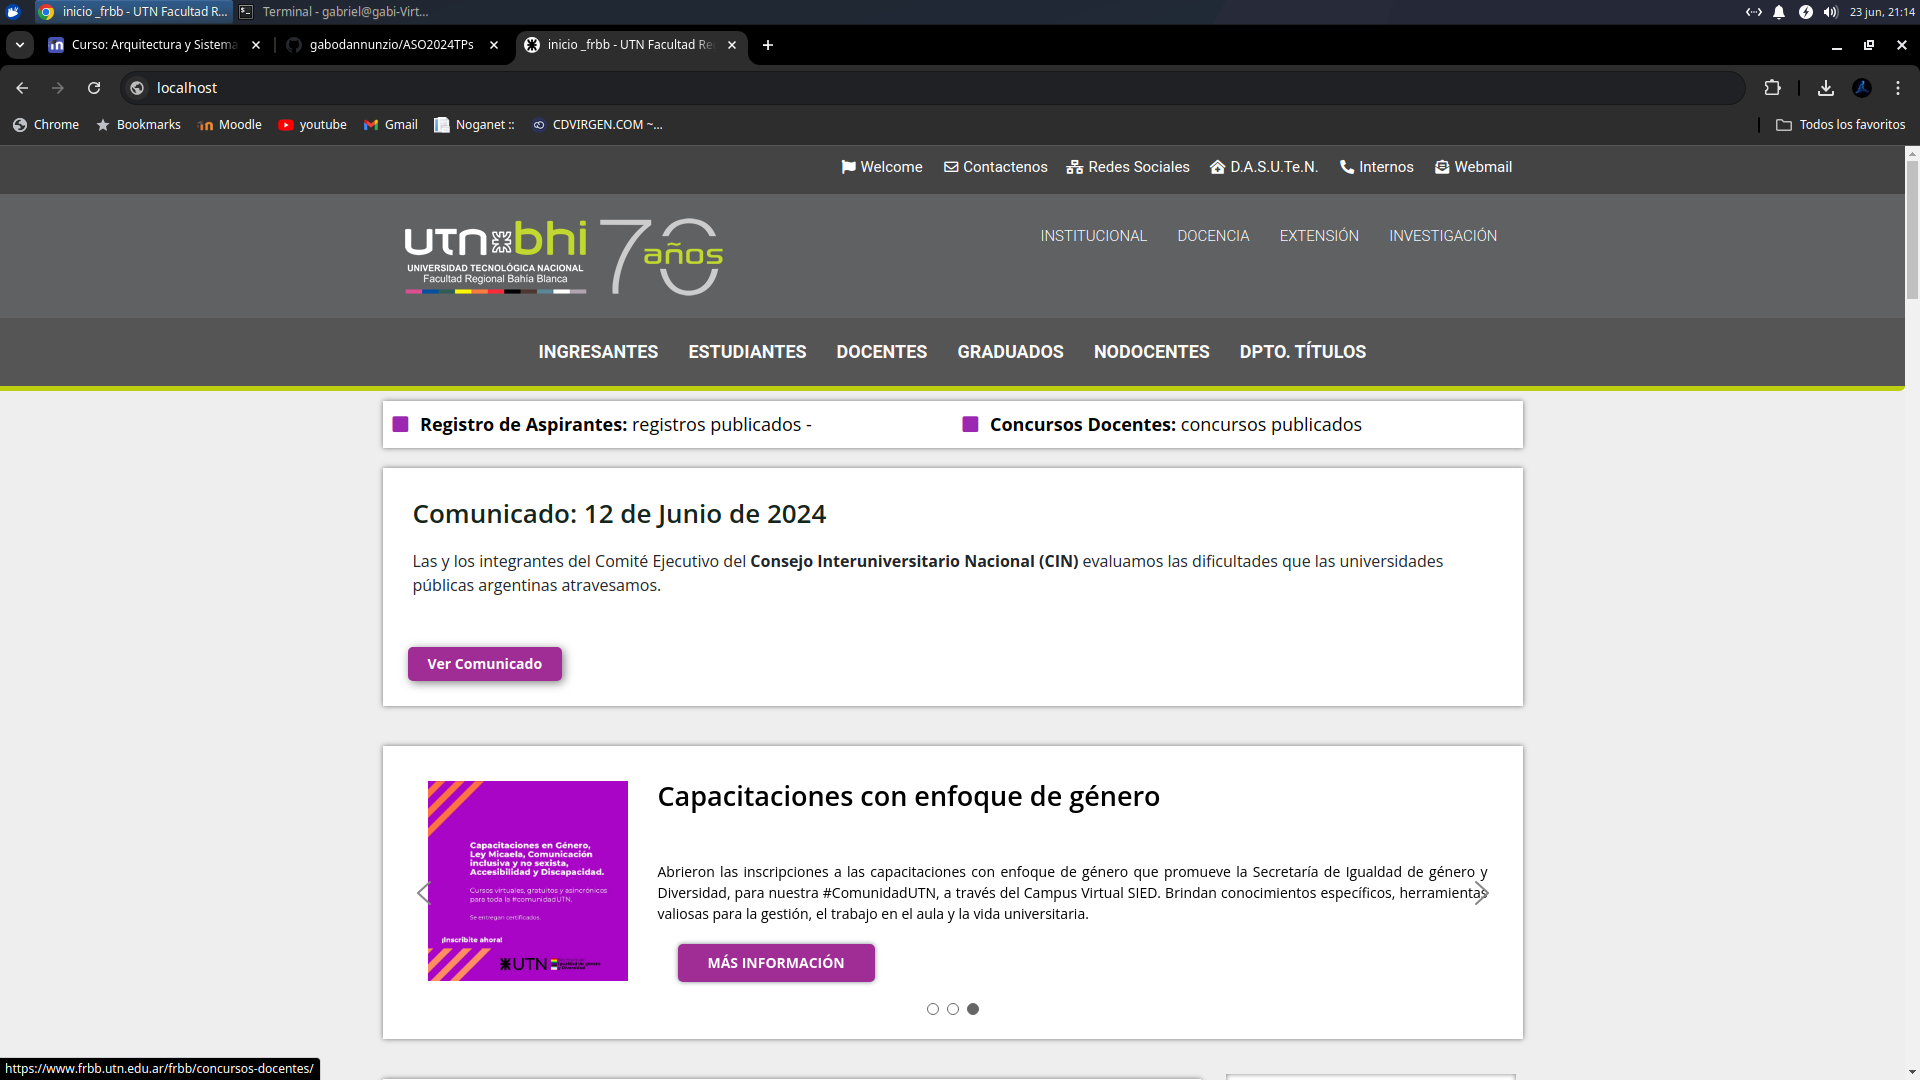 inicio _frbb - UTN Facultad R...
Terminal - gabriel@gabi-Virt...
23 jun, 21:14
Curso: Arquitectura y Sistema
gabodannunzio/ASO2024TPs
inicio _frbb - UTN Facultad Re
localhost
Chrome
Bookmarks
Moodle
youtube
Gmail
Noganet ::
CDVIRGEN.COM ~...
Todos los favoritos
Welcome
Contactenos
Redes Sociales
D.A.S.U.Te.N.
Internos
Webmail
utn bhi 70 años
UNIVERSIDAD TECNOLÓGICA NACIONAL
Facultad Regional Bahía Blanca
INSTITUCIONAL
DOCENCIA
EXTENSIÓN
INVESTIGACIÓN
INGRESANTES
ESTUDIANTES
DOCENTES
GRADUADOS
NODOCENTES
DPTO. TÍTULOS
Registro de Aspirantes: registros publicados -
Concursos Docentes: concursos publicados
Comunicado: 12 de Junio de 2024
Las y los integrantes del Comité Ejecutivo del Consejo Interuniversitario Nacional (CIN) evaluamos las dificultades que las universidades
públicas argentinas atravesamos.
Ver Comunicado
Capacitaciones en Género,
Ley Micaela, Comunicación
inclusiva y no sexista,
Accesibilidad y Discapacidad.
Cursos virtuales, gratuitos y asincrónicos
para toda la #comunidadUTN.
Se entregan certificados.
¡Inscribite ahora!
UTN
Capacitaciones con enfoque de género
Abrieron las inscripciones a las capacitaciones con enfoque de género que promueve la Secretaría de Igualdad de género y
Diversidad, para nuestra #ComunidadUTN, a través del Campus Virtual SIED. Brindan conocimientos específicos, herramientas
valiosas para la gestión, el trabajo en el aula y la vida universitaria.
MÁS INFORMACIÓN
https://www.frbb.utn.edu.ar/frbb/concursos-docentes/